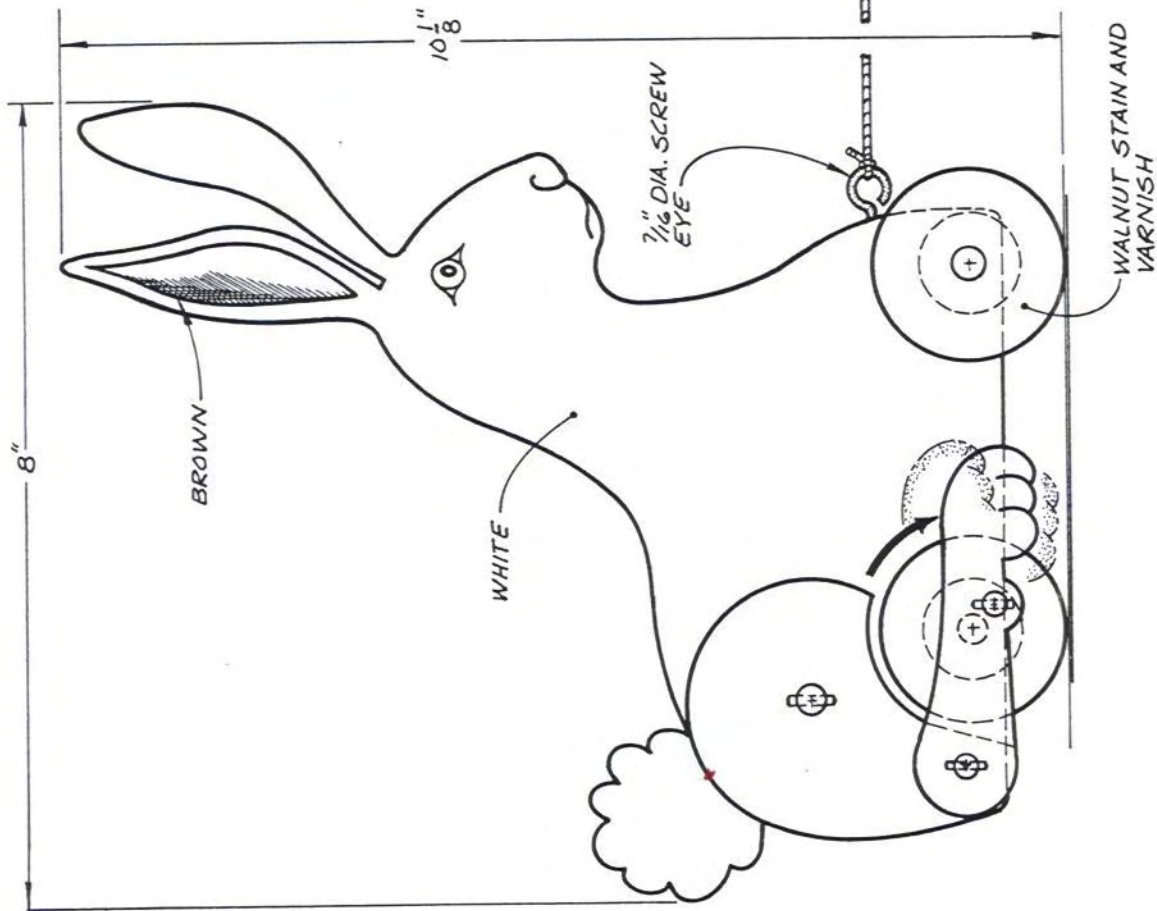 8"
10 1/8"
BROWN
WHITE
7/16" DIA. SCREW
EYE
WALNUT STAIN AND
VARNISH